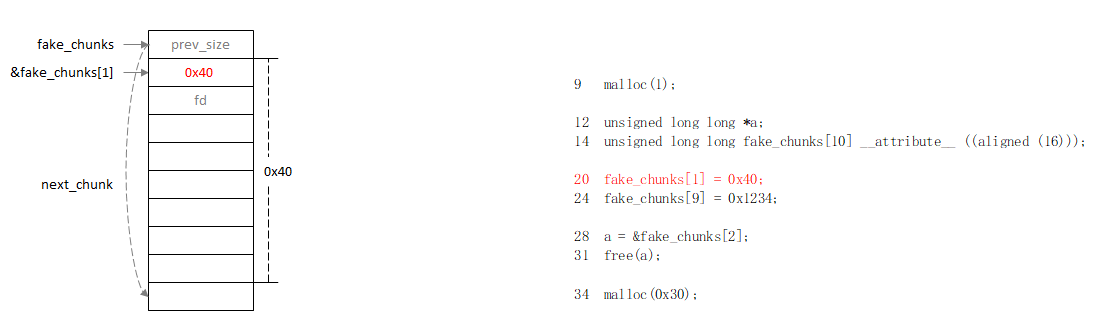 fake_chunks
prev_size
&fake_chunks[1]
0x40
fd
0x40
next_chunk
9 malloc(1);
12 unsigned long long *a;
14 unsigned long long fake_chunks[10] __attribute__ ((aligned (16)));
20 fake_chunks[1] = 0x40;
24 fake_chunks[9] = 0x1234;
28 a = &fake_chunks[2];
31 free(a);
34 malloc(0x30);